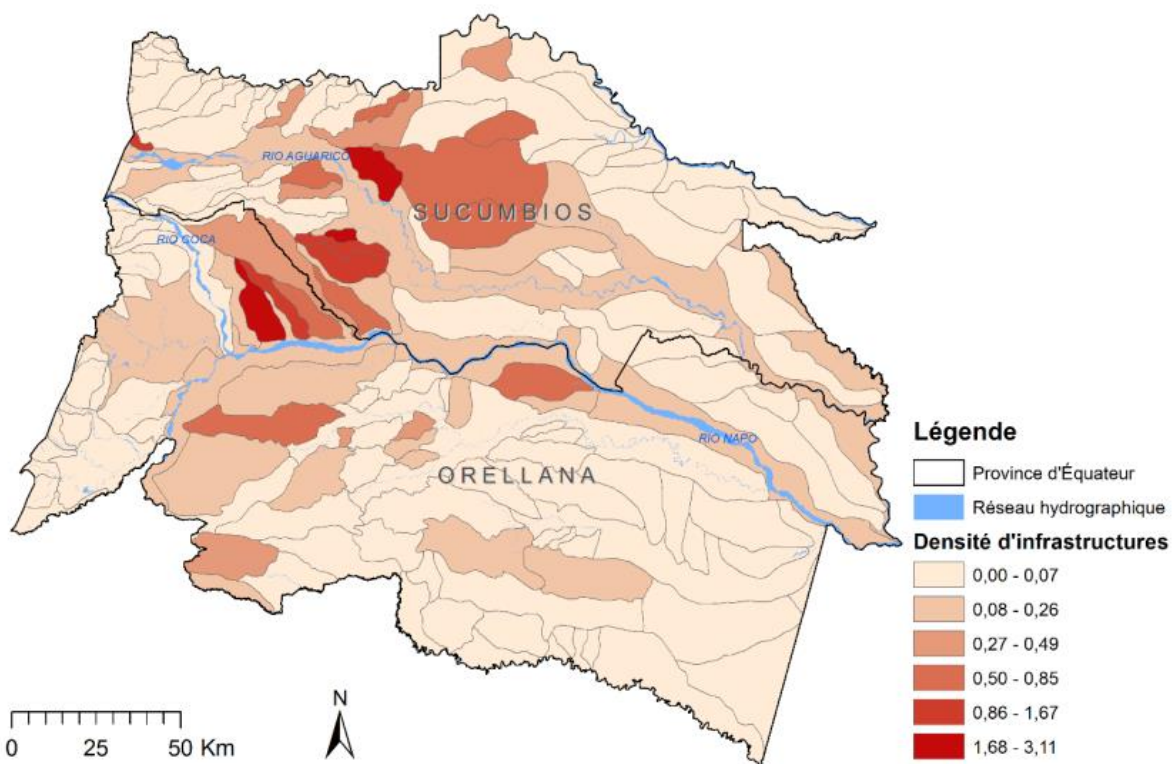 RIO AGUARICO
SUCUMBIOS
RIO COCA
RIO NAPO
ORELLANA
Légende
Province d'Équateur
Réseau hydrographique
Densité d'infrastructures
0,00 - 0,07
0,08 - 0,26
0,27 - 0,49
0,50 - 0,85
0,86 - 1,67
1,68 - 3,11
N
0 25 50 Km